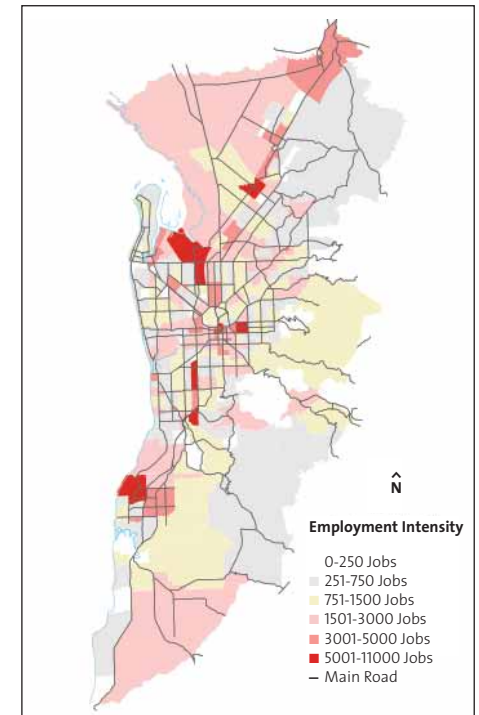 N
Employment Intensity
0-250 Jobs
251-750 Jobs
751-1500 Jobs
1501-3000 Jobs
3001-5000 Jobs
5001-11000 Jobs
Main Road